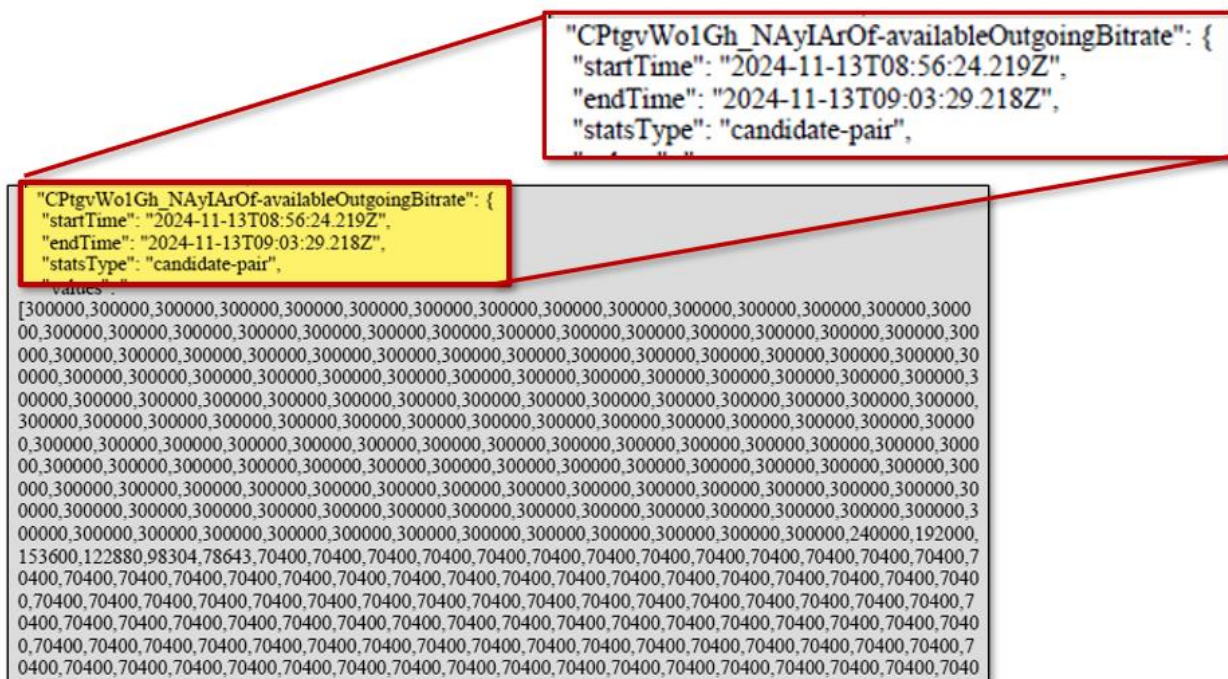 "CPtgvWo1Gh_NAyIArOf-availableOutgoingBitrate": {
"startTime": "2024-11-13T08:56:24.219Z",
"endTime": "2024-11-13T09:03:29.218Z",
"statsType": "candidate-pair",
"CPtgvWo1Gh_NAyIArOf-availableOutgoingBitrate": {
"startTime": "2024-11-13T08:56:24.219Z",
"endTime": "2024-11-13T09:03:29.218Z",
"statsType": "candidate-pair",
"values": "
[300000,300000,300000,300000,300000,300000,300000,300000,300000,300000,300000,300000,300000,300000,3000
00,300000,300000,300000,300000,300000,300000,300000,300000,300000,300000,300000,300000,300000,300000,300
000,300000,300000,300000,300000,300000,300000,300000,300000,300000,300000,300000,300000,300000,300000,30
0000,300000,300000,300000,300000,300000,300000,300000,300000,300000,300000,300000,300000,300000,300000,3
00000,300000,300000,300000,300000,300000,300000,300000,300000,300000,300000,300000,300000,300000,300000,
300000,300000,300000,300000,300000,300000,300000,300000,300000,300000,300000,300000,300000,300000,30000
0,300000,300000,300000,300000,300000,300000,300000,300000,300000,300000,300000,300000,300000,300000,3000
00,300000,300000,300000,300000,300000,300000,300000,300000,300000,300000,300000,300000,300000,300000,300
000,300000,300000,300000,300000,300000,300000,300000,300000,300000,300000,300000,300000,300000,300000,30
0000,300000,300000,300000,300000,300000,300000,300000,300000,300000,300000,300000,300000,300000,300000,3
00000,300000,300000,300000,300000,300000,300000,300000,300000,300000,300000,300000,300000,240000,192000,
153600,122880,98304,78643,70400,70400,70400,70400,70400,70400,70400,70400,70400,70400,70400,70400,70400,7
0400,70400,70400,70400,70400,70400,70400,70400,70400,70400,70400,70400,70400,70400,70400,70400,70400,7040
0,70400,70400,70400,70400,70400,70400,70400,70400,70400,70400,70400,70400,70400,70400,70400,70400,70400,7
0400,70400,70400,70400,70400,70400,70400,70400,70400,70400,70400,70400,70400,70400,70400,70400,70400,7040
0,70400,70400,70400,70400,70400,70400,70400,70400,70400,70400,70400,70400,70400,70400,70400,70400,70400,7
0400,70400,70400,70400,70400,70400,70400,70400,70400,70400,70400,70400,70400,70400,70400,70400,70400,7040